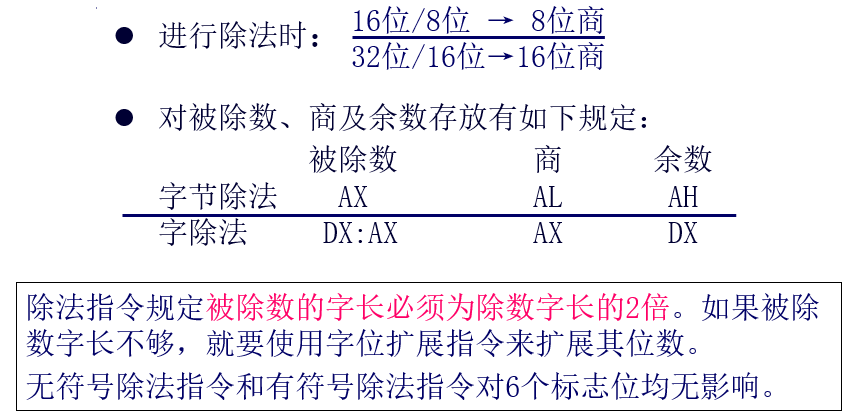 ● 进行除法时： 16位/8位 → 8位商
32位/16位→16位商
● 对被除数、商及余数存放有如下规定：
被除数 商 余数
字节除法 AX AL AH
字除法 DX:AX AX DX
除法指令规定被除数的字长必须为除数字长的2倍。如果被除
数字长不够，就要使用字位扩展指令来扩展其位数。
无符号除法指令和有符号除法指令对6个标志位均无影响。